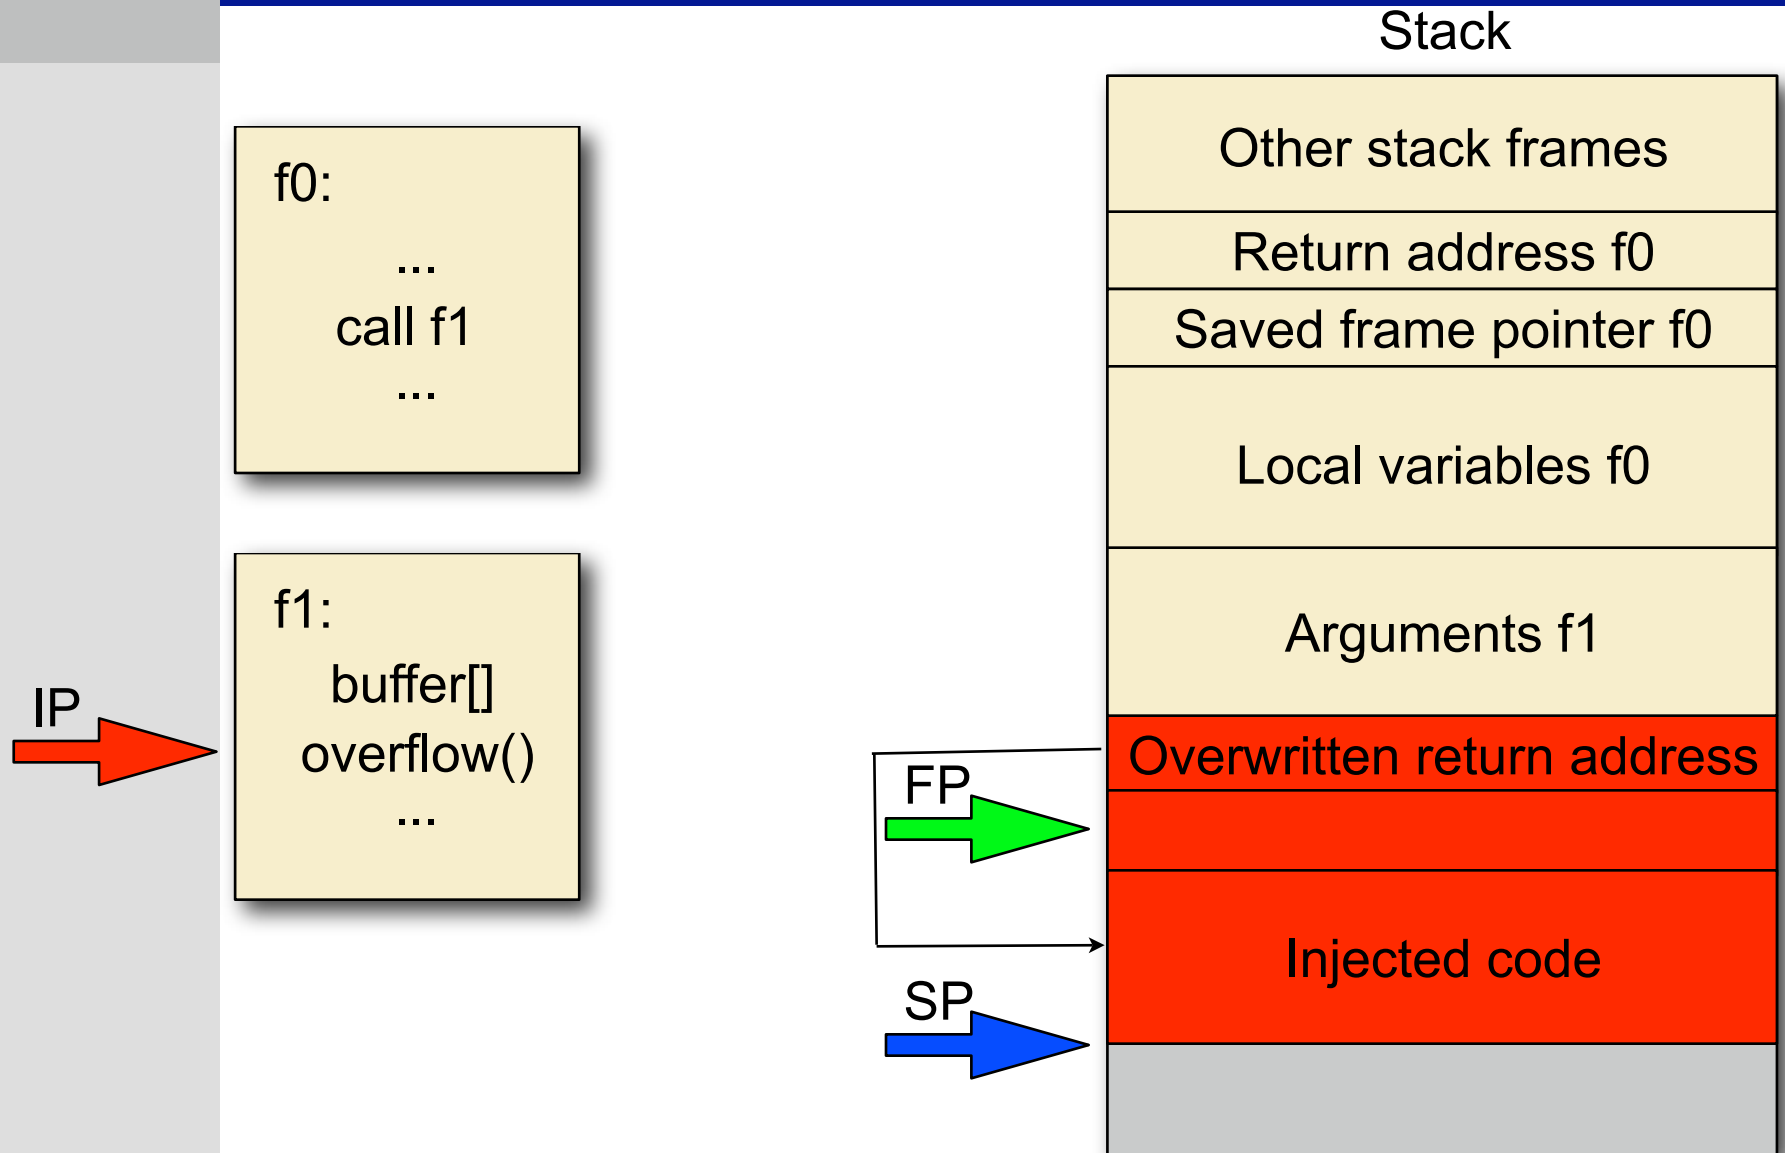 Stack
f0:
...
call f1
...
f1:
buffer[]
overflow()
...
IP
Other stack frames
Return address f0
Saved frame pointer f0
Local variables f0
Arguments f1
Overwritten return address
FP
Injected code
SP